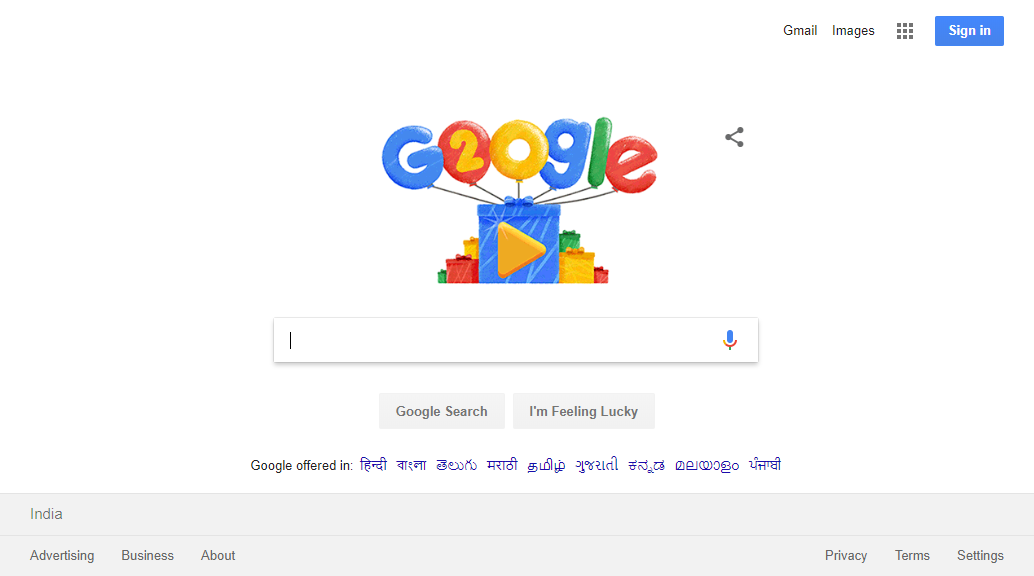 Gmail Images Sign in
G20ogle
Google Search I'm Feeling Lucky
Google offered in: हिन्दी বাংলা తెలుగు मराठी தமிழ் ગુજરાતી ಕನ್ನಡ മലയാളം ਪੰਜਾਬੀ
India
Advertising Business About Privacy Terms Settings